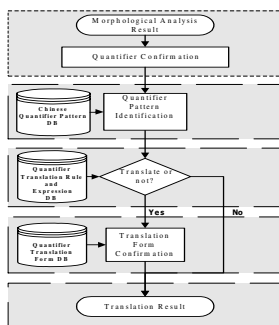 Morphological Analysis
Result
Quantifier Confirmation
Chinese
Quantifier Pattern
DB
Quantifier
Pattern
Identification
Quantifier
Translation Rule
and Expression
DB
Translate or
not?
Yes
No
Quantifier
Translation
Form DB
Translation
Form
Confirmation
Translation Result